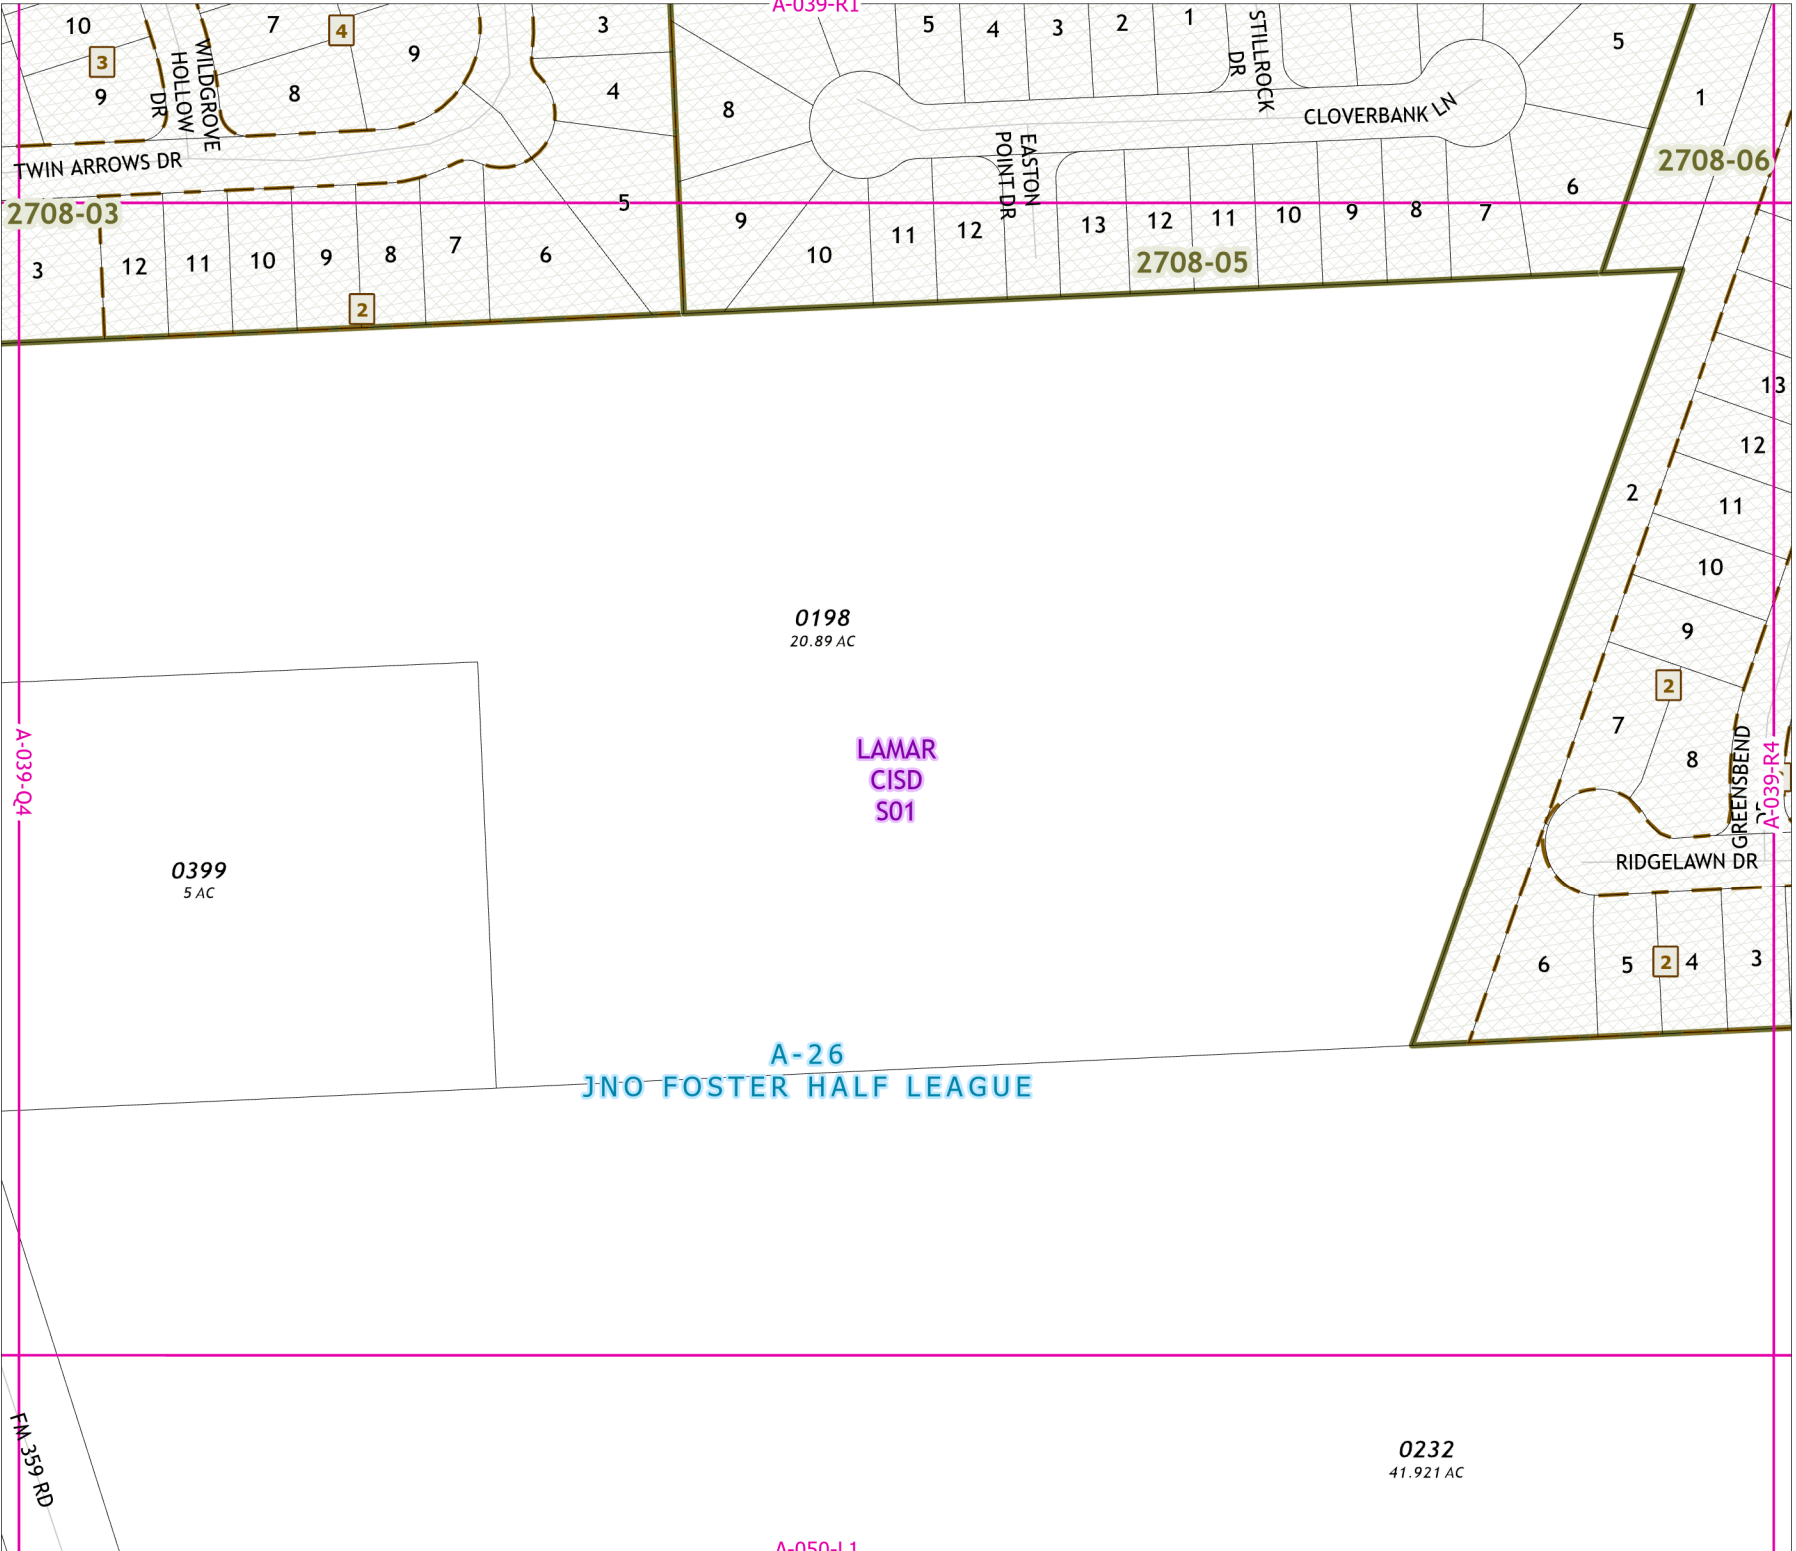 A-039-R1
10
7
4
9
3
5
4
3
2
1
STILLROCK
DR
5
3
9
WILDGROVE
HOLLOW
DR
8
4
8
CLOVERBANK LN
1
TWIN ARROWS DR
EASTON
POINT DR
2708-06
2708-03
5
6
3
12
11
10
9
8
7
6
2
9
10
11
12
13
12
11
10
9
8
7
2708-05
13
12
2
11
10
9
2
7
8
0198
20.89 AC
LAMAR
CISD
S01
A-039-Q4
A-039-R4
GREENSBEND
RIDGELAWN DR
0399
5 AC
6
5
2
4
3
A-26
JNO FOSTER HALF LEAGUE
FM 359 RD
0232
41.921 AC
A-050-L1